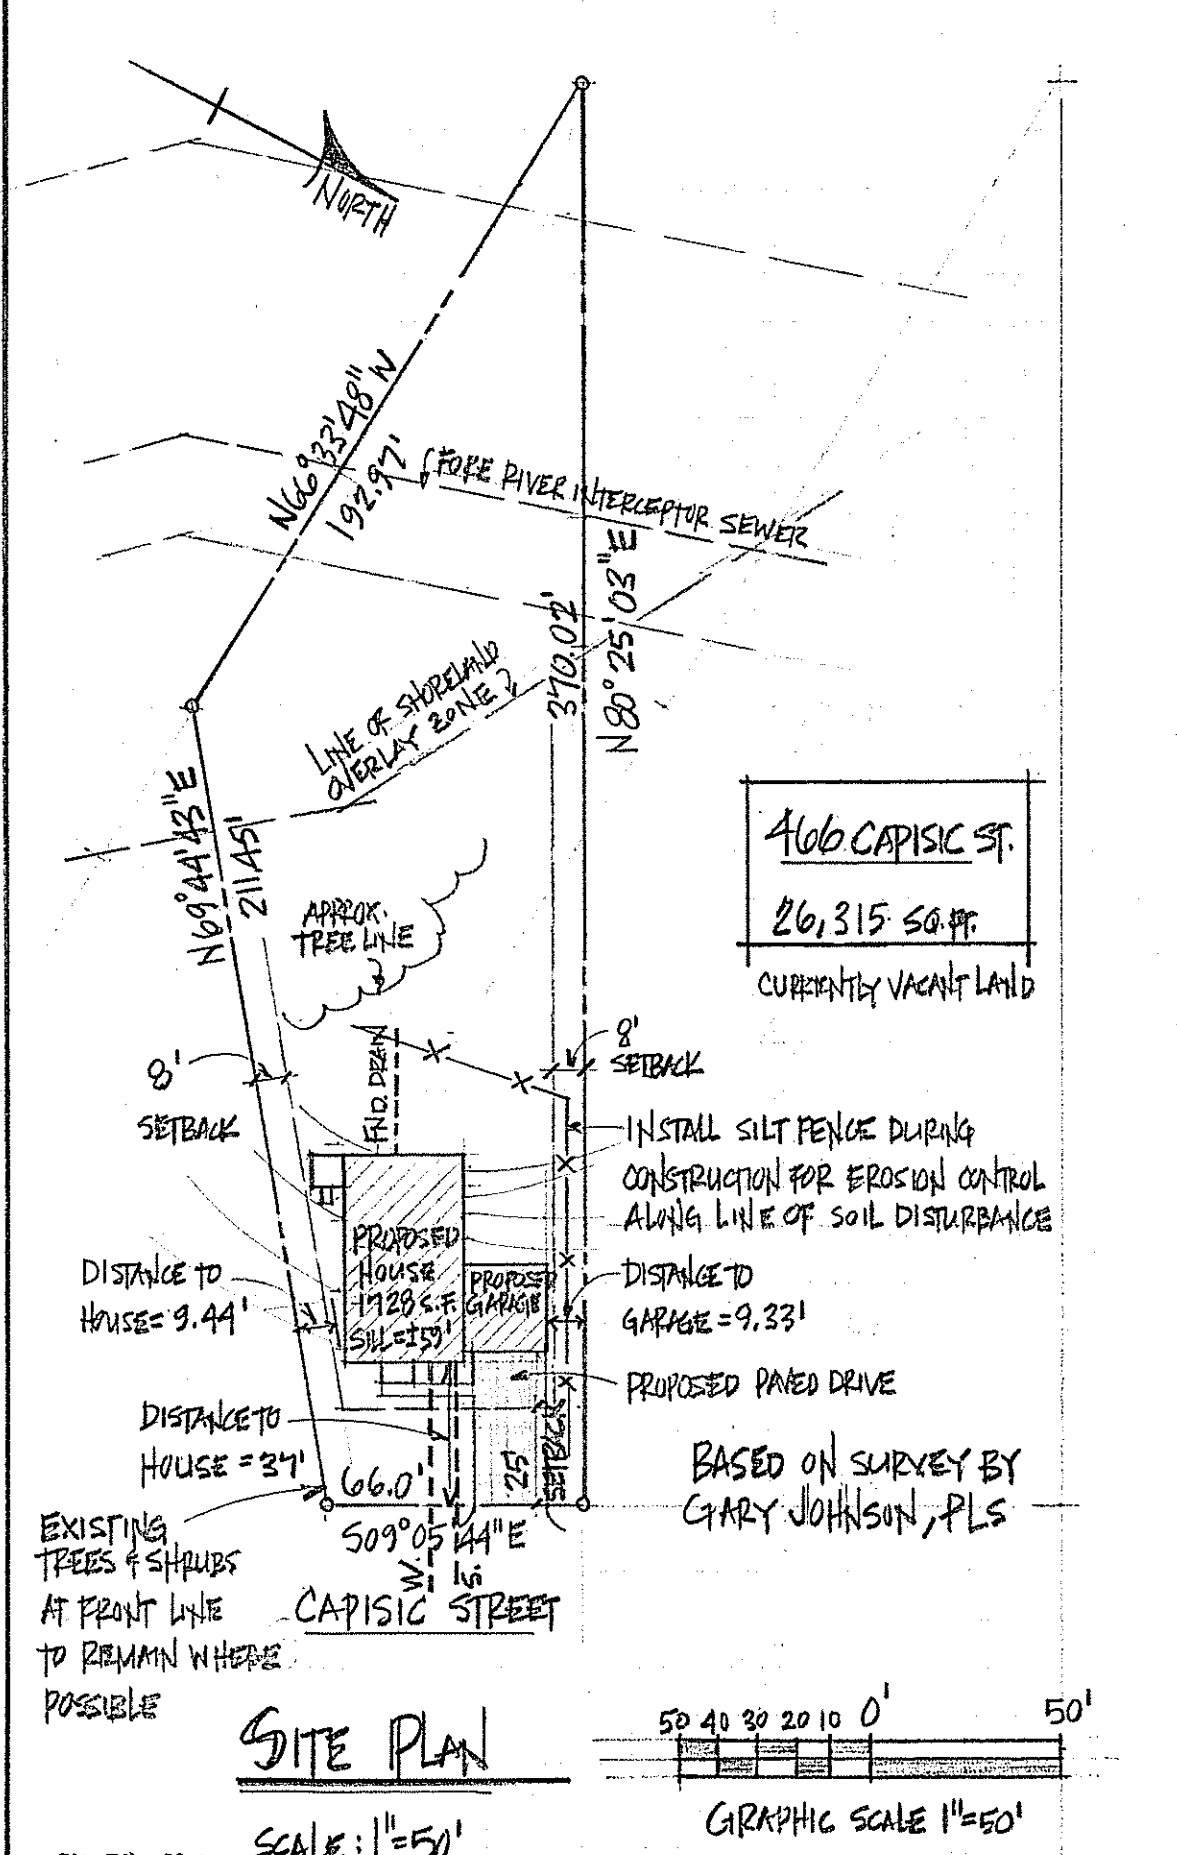 NORTH
N66°33'48" W
192.97'
FORE RIVER INTERCEPTOR SEWER
370.02'
N80°25'03" E
LINE OF SHORELAND
OVERLAY ZONE
N69°44'43" E
211.45'
466 CAPISIC ST.
26,315 SQ.FT.
CURRENTLY VACANT LAND
APPROX.
TREE LINE
8'
SETBACK
FND. DRAIN
8'
SETBACK
INSTALL SILT FENCE DURING
CONSTRUCTION FOR EROSION CONTROL
ALONG LINE OF SOIL DISTURBANCE
PROPOSED
HOUSE
1728 S.F.
SILL=±59'
PROPOSED
GARAGE
DISTANCE TO
HOUSE = 9.44'
DISTANCE TO
GARAGE = 9.33'
PROPOSED PAVED DRIVE
DISTANCE TO
HOUSE = 37'
25'
SETBACK
66.0'
S09°05'44" E
W.
S.
CAPISIC STREET
BASED ON SURVEY BY
GARY JOHNSON, PLS
EXISTING
TREES & SHRUBS
AT FRONT LINE
TO REMAIN WHERE
POSSIBLE
SITE PLAN
SCALE: 1"=50'
50 40 30 20 10 0' 50'
GRAPHIC SCALE 1"=50'